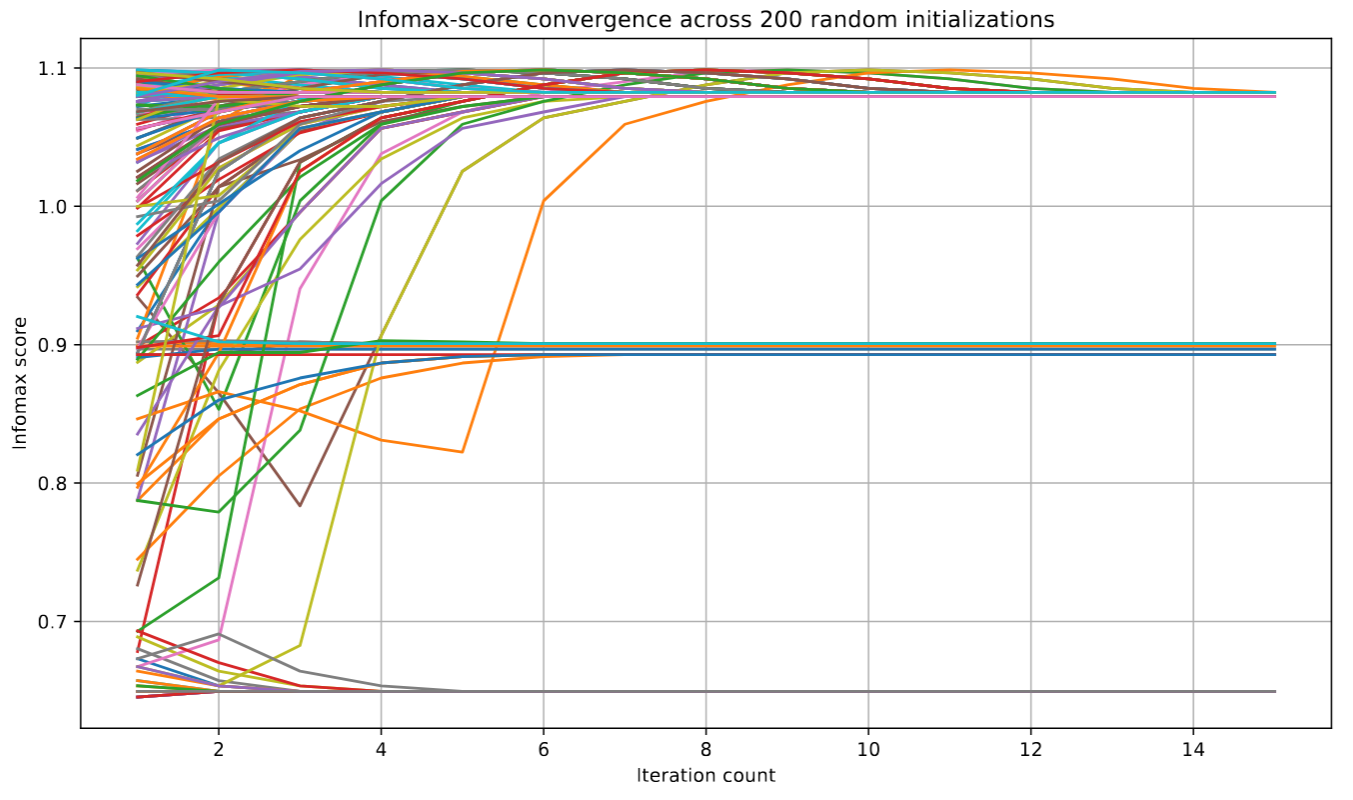 Infomax-score convergence across 200 random initializations
Infomax score
1.1
1.0
0.9
0.8
0.7
2 4 6 8 10 12 14
Iteration count